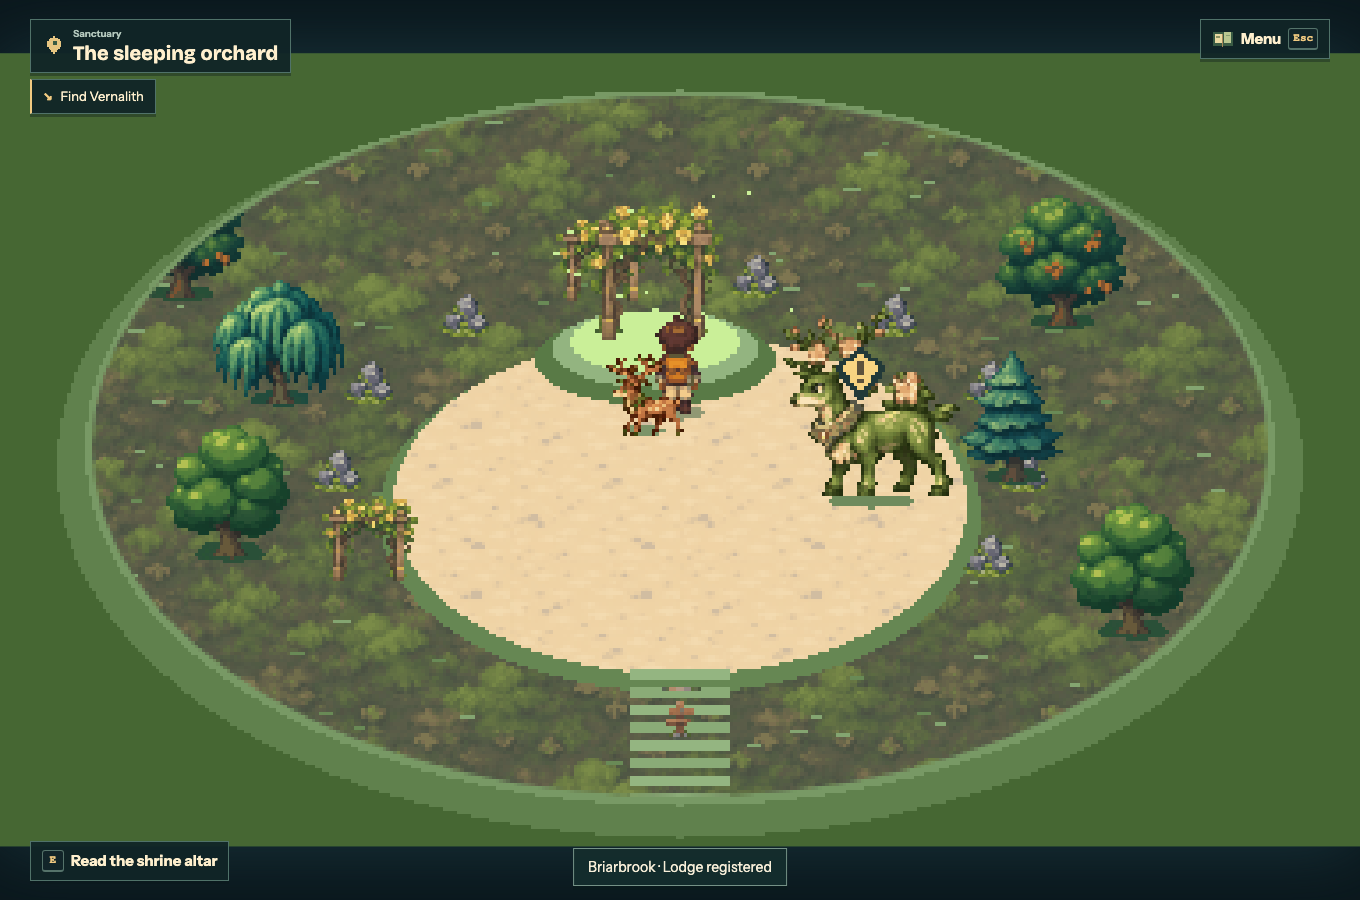 Sanctuary
The sleeping orchard
Menu Esc
Find Vernalith
E Read the shrine altar
Briarbrook · Lodge registered